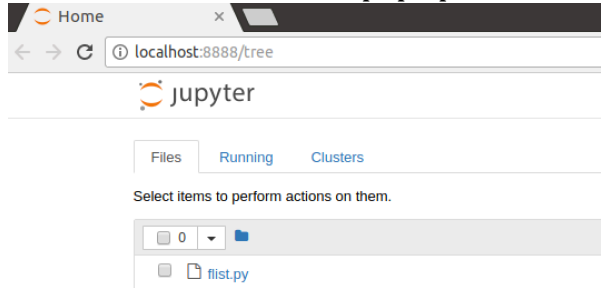 Home
localhost:8888/tree
jupyter
Files Running Clusters
Select items to perform actions on them.
0
flist.py